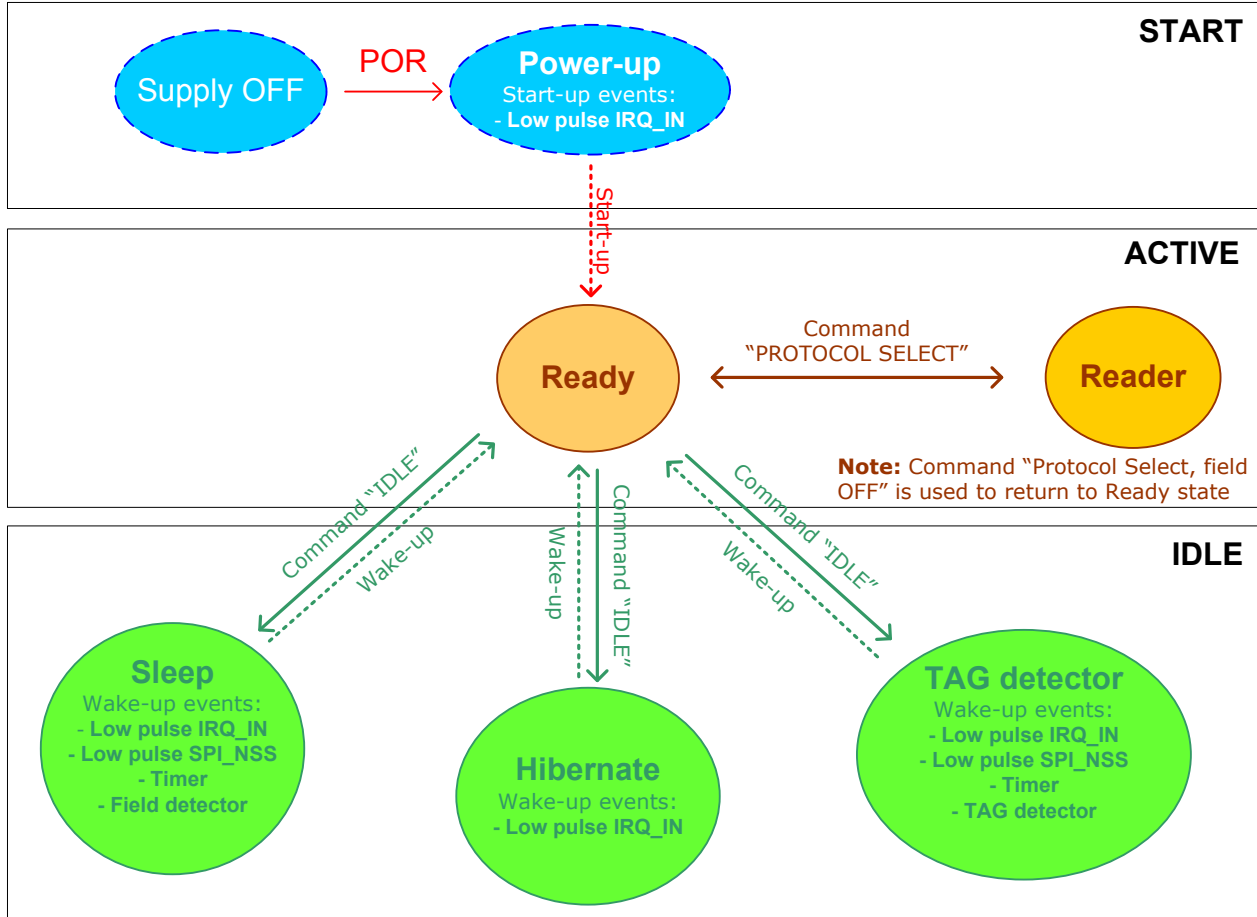 START
Supply OFF
POR
Power-up
Start-up events:
- Low pulse IRQ_IN
Start-up
ACTIVE
Ready
Command
“PROTOCOL SELECT”
Reader
Note: Command “Protocol Select, field
OFF” is used to return to Ready state
Command “IDLE”
Wake-up
Wake-up
Command “IDLE”
Command “IDLE”
Wake-up
IDLE
Sleep
Wake-up events:
- Low pulse IRQ_IN
- Low pulse SPI_NSS
- Timer
- Field detector
Hibernate
Wake-up events:
- Low pulse IRQ_IN
TAG detector
Wake-up events:
- Low pulse IRQ_IN
- Low pulse SPI_NSS
- Timer
- TAG detector